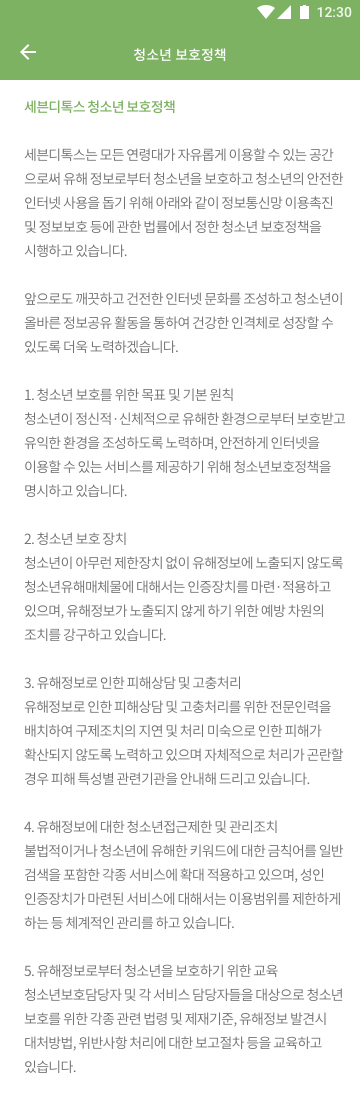 12:30
청소년 보호정책
세븐디톡스 청소년 보호정책
세븐디톡스는 모든 연령대가 자유롭게 이용할 수 있는 공간
으로써 유해 정보로부터 청소년을 보호하고 청소년의 안전한
인터넷 사용을 돕기 위해 아래와 같이 정보통신망 이용촉진
및 정보보호 등에 관한 법률에서 정한 청소년 보호정책을
시행하고 있습니다.
앞으로도 깨끗하고 건전한 인터넷 문화를 조성하고 청소년이
올바른 정보공유 활동을 통하여 건강한 인격체로 성장할 수
있도록 더욱 노력하겠습니다.
1. 청소년 보호를 위한 목표 및 기본 원칙
청소년이 정신적·신체적으로 유해한 환경으로부터 보호받고
유익한 환경을 조성하도록 노력하며, 안전하게 인터넷을
이용할 수 있는 서비스를 제공하기 위해 청소년보호정책을
명시하고 있습니다.
2. 청소년 보호 장치
청소년이 아무런 제한장치 없이 유해정보에 노출되지 않도록
청소년유해매체물에 대해서는 인증장치를 마련·적용하고
있으며, 유해정보가 노출되지 않게 하기 위한 예방 차원의
조치를 강구하고 있습니다.
3. 유해정보로 인한 피해상담 및 고충처리
유해정보로 인한 피해상담 및 고충처리를 위한 전문인력을
배치하여 구제조치의 지연 및 처리 미숙으로 인한 피해가
확산되지 않도록 노력하고 있으며 자체적으로 처리가 곤란할
경우 피해 특성별 관련기관을 안내해 드리고 있습니다.
4. 유해정보에 대한 청소년접근제한 및 관리조치
불법적이거나 청소년에 유해한 키워드에 대한 금칙어를 일반
검색을 포함한 각종 서비스에 확대 적용하고 있으며, 성인
인증장치가 마련된 서비스에 대해서는 이용범위를 제한하게
하는 등 체계적인 관리를 하고 있습니다.
5. 유해정보로부터 청소년을 보호하기 위한 교육
청소년보호담당자 및 각 서비스 담당자들을 대상으로 청소년
보호를 위한 각종 관련 법령 및 제재기준, 유해정보 발견시
대처방법, 위반사항 처리에 대한 보고절차 등을 교육하고
있습니다.